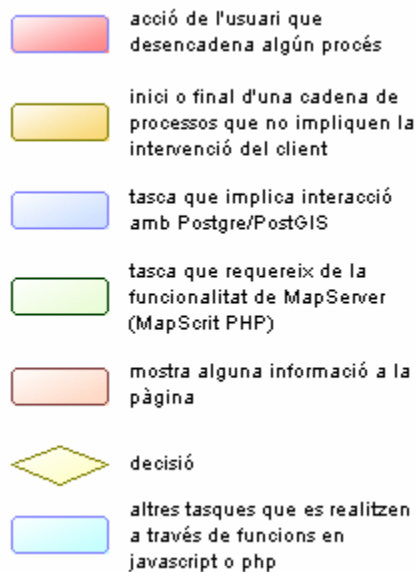 acció de l'usuari que
desencadena algún procés
inici o final d'una cadena de
processos que no impliquen la
intervenció del client
tasca que implica interacció
amb Postgre/PostGIS
tasca que requereix de la
funcionalitat de MapServer
(MapScrit PHP)
mostra alguna informació a la
pàgina
decisió
altres tasques que es realitzen
a través de funcions en
javascript o php